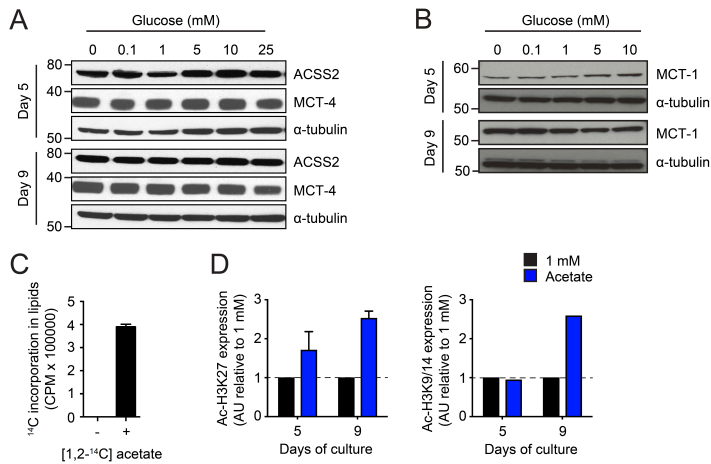 A
Glucose (mM)
0 0.1 1 5 10 25
Day 5
80
ACSS2
40
MCT-4
α-tubulin
50
Day 9
80
ACSS2
40
MCT-4
α-tubulin
50
B
Glucose (mM)
0 0.1 1 5 10
Day 5
60
MCT-1
α-tubulin
50
Day 9
MCT-1
50
α-tubulin
50
C
¹⁴C incorporation in lipids
(CPM x 100000)
5
4
3
2
1
0
- +
[1,2-¹⁴C] acetate
D
1 mM
Acetate
Ac-H3K27 expression
(AU relative to 1 mM)
3
2
1
0
5 9
Days of culture
Ac-H3K9/14 expression
(AU relative to 1 mM)
3
2
1
0
5 9
Days of culture